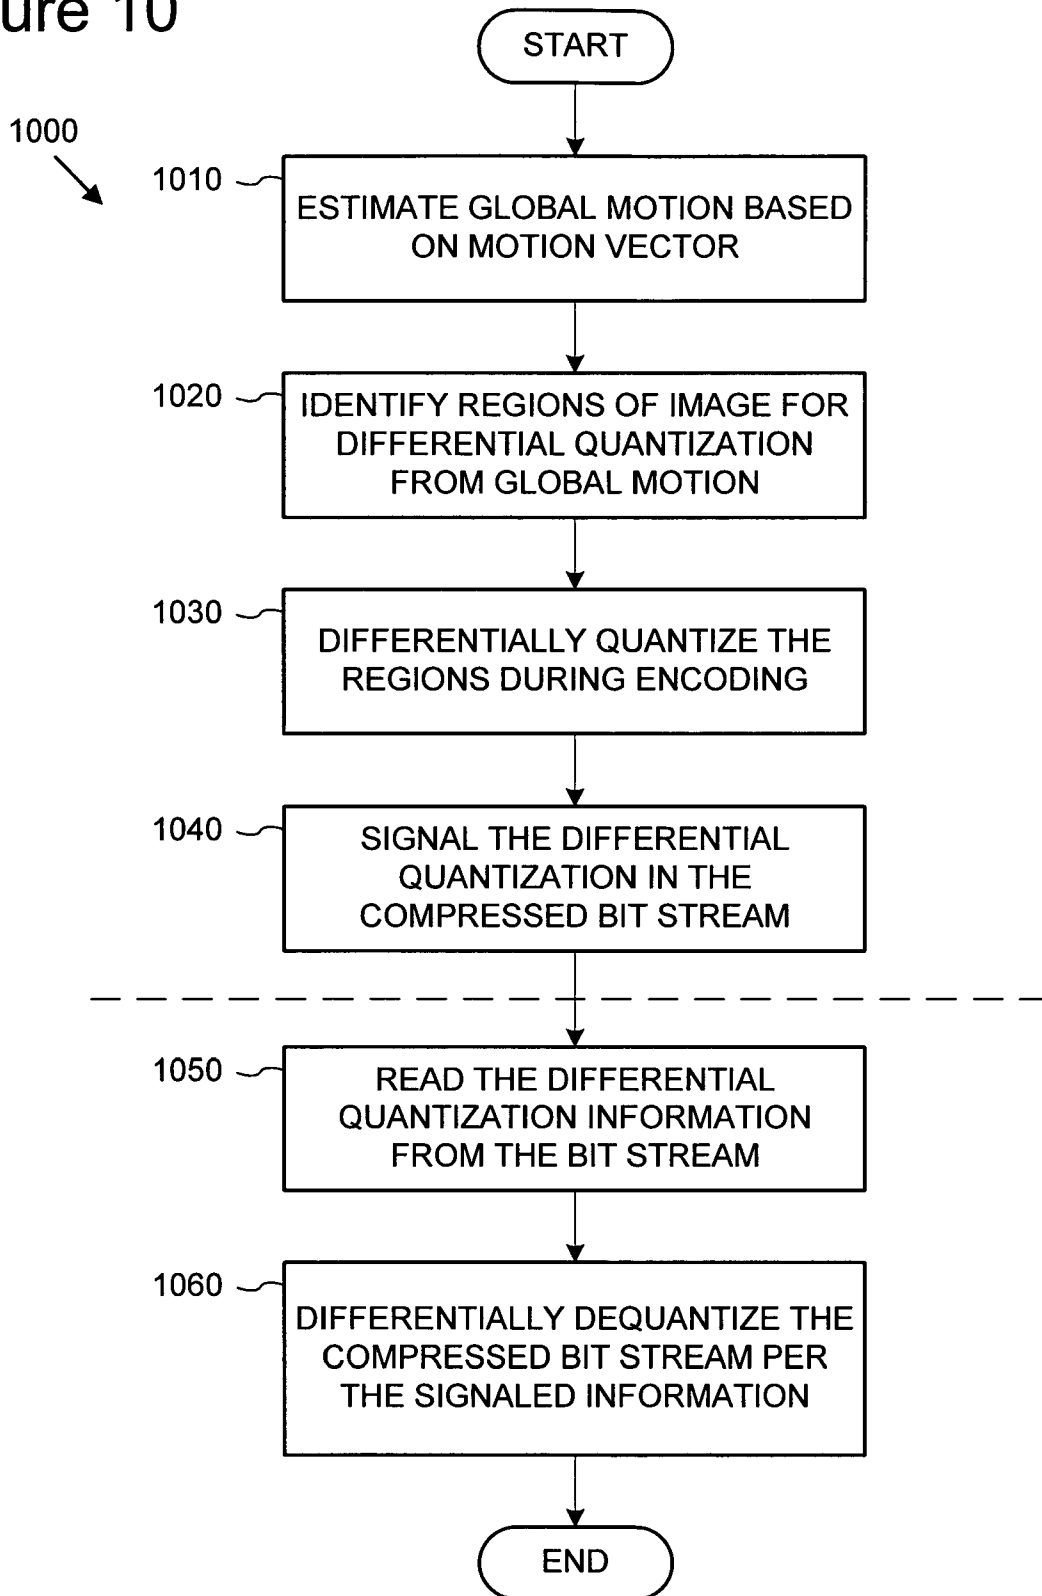 ure 10
START
1000
1010
ESTIMATE GLOBAL MOTION BASED
ON MOTION VECTOR
1020
IDENTIFY REGIONS OF IMAGE FOR
DIFFERENTIAL QUANTIZATION
FROM GLOBAL MOTION
1030
DIFFERENTIALLY QUANTIZE THE
REGIONS DURING ENCODING
1040
SIGNAL THE DIFFERENTIAL
QUANTIZATION IN THE
COMPRESSED BIT STREAM
1050
READ THE DIFFERENTIAL
QUANTIZATION INFORMATION
FROM THE BIT STREAM
1060
DIFFERENTIALLY DEQUANTIZE THE
COMPRESSED BIT STREAM PER
THE SIGNALED INFORMATION
END